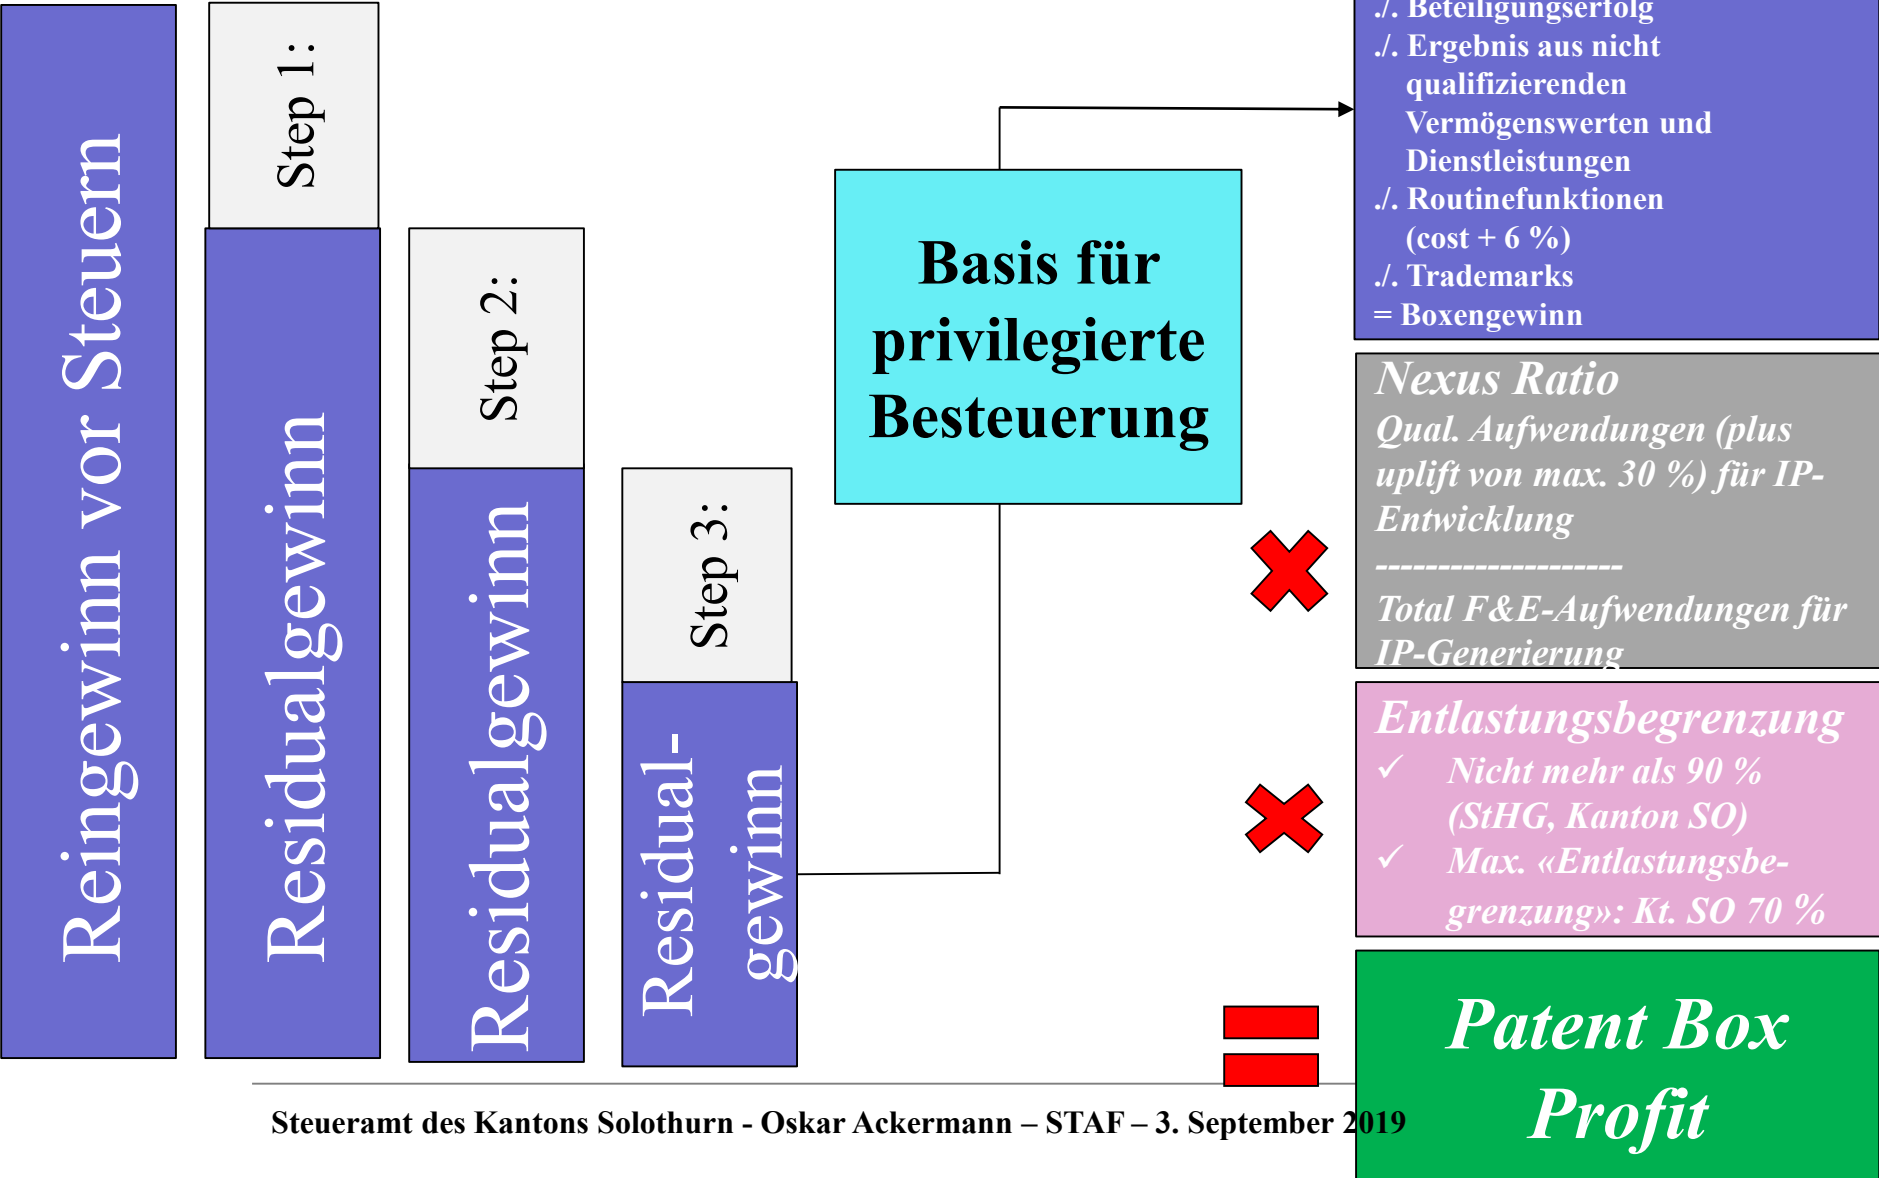 Reingewinn vor Steuern
Step 1:
Residualgewinn
Step 2:
Residualgewinn
Step 3:
Residual-
gewinn
Basis für
privilegierte
Besteuerung
./. Beteiligungserfolg
./. Ergebnis aus nicht
qualifizierenden
Vermögenswerten und
Dienstleistungen
./. Routinefunktionen
(cost + 6 %)
./. Trademarks
= Boxengewinn
Nexus Ratio
Qual. Aufwendungen (plus
uplift von max. 30 %) für IP-
Entwicklung
--------------------
Total F&E-Aufwendungen für
IP-Generierung
Entlastungsbegrenzung
✓ Nicht mehr als 90 %
(StHG, Kanton SO)
✓ Max. «Entlastungsbe-
grenzung»: Kt. SO 70 %
Patent Box
Profit
Steueramt des Kantons Solothurn - Oskar Ackermann – STAF – 3. September 2019